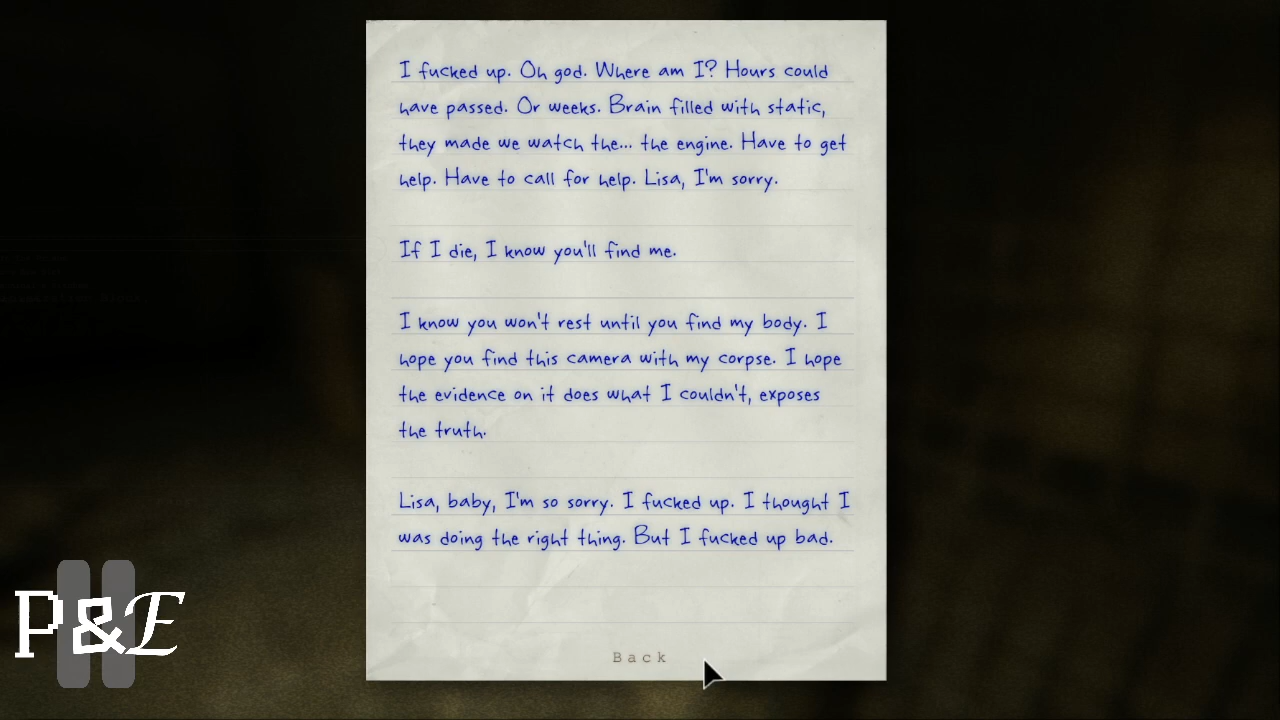 I fucked up. Oh god. Where am I? Hours could
have passed. Or weeks. Brain filled with static,
they made we watch the... the engine. Have to get
help. Have to call for help. Lisa, I'm sorry.
If I die, I know you'll find me.
I know you won't rest until you find my body. I
hope you find this camera with my corpse. I hope
the evidence on it does what I couldn't, exposes
the truth.
Lisa, baby, I'm so sorry. I fucked up. I thought I
was doing the right thing. But I fucked up bad.
Back
P&E